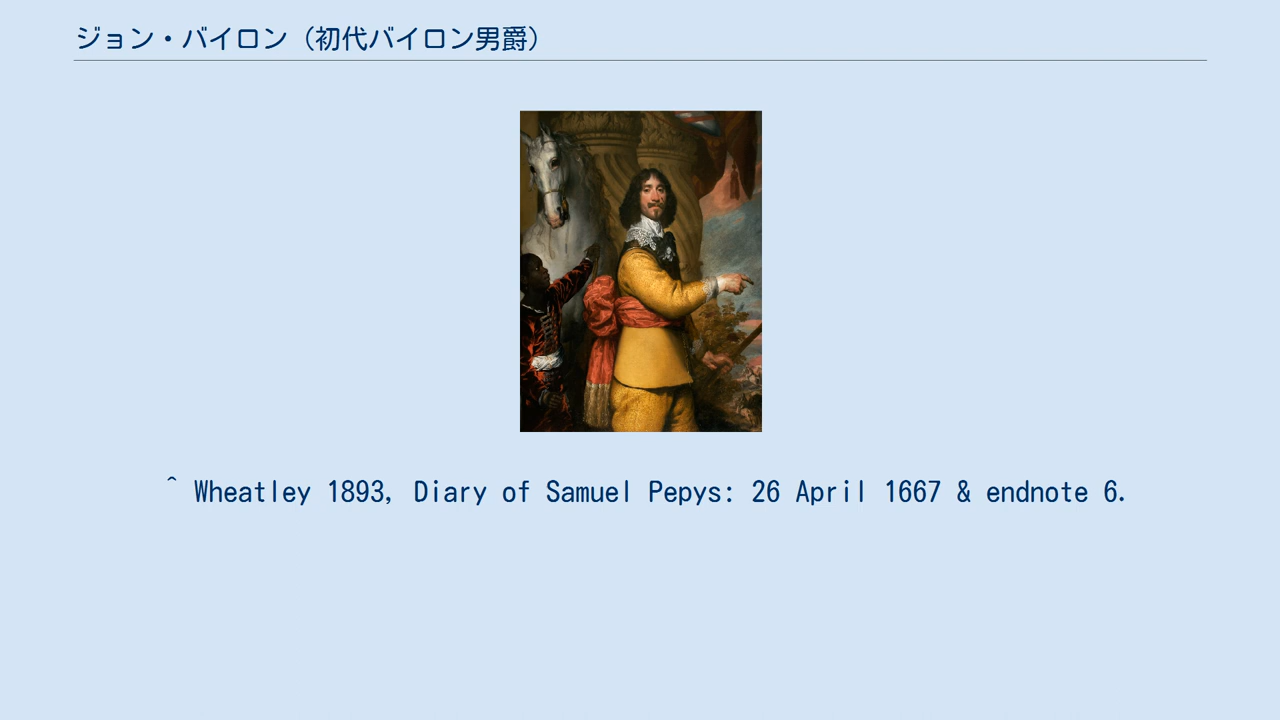 ジョン・バイロン（初代バイロン男爵）
^ Wheatley 1893, Diary of Samuel Pepys: 26 April 1667 & endnote 6.